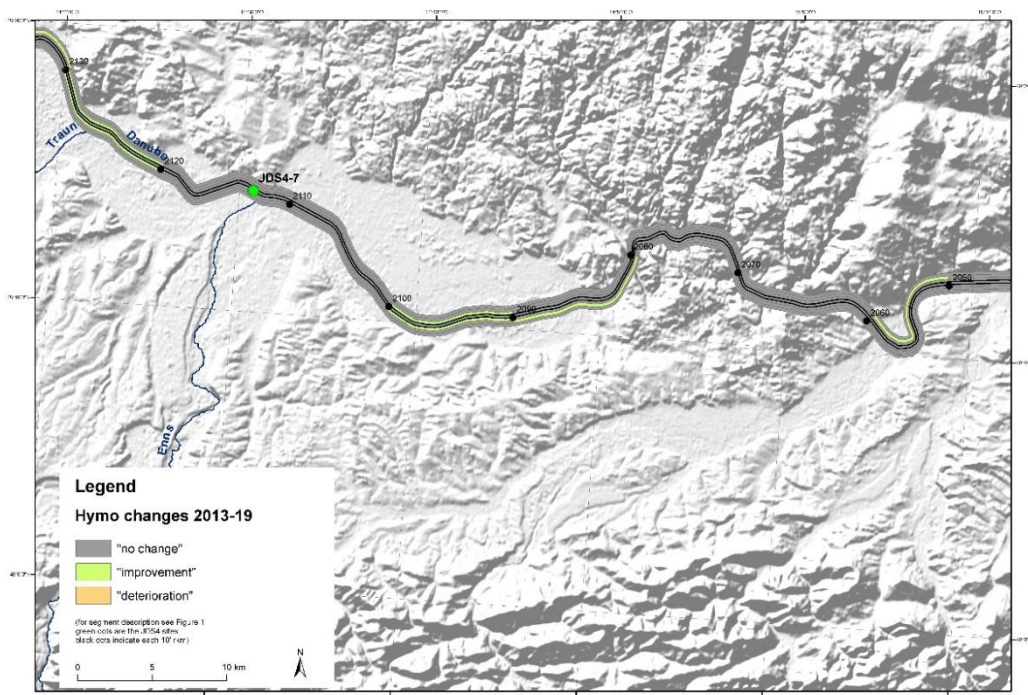 2130
Traun
Danube
2120
JDS4-7
2110
2080
2070
2100
2090
2060
2050
Enns
Legend
Hymo changes 2013-19
"no change"
"improvement"
"deterioration"
(for segment description see Figure 1
green dots are the JDS4 sites
black dots indicate each 10' rkm)
N
0 5 10 km